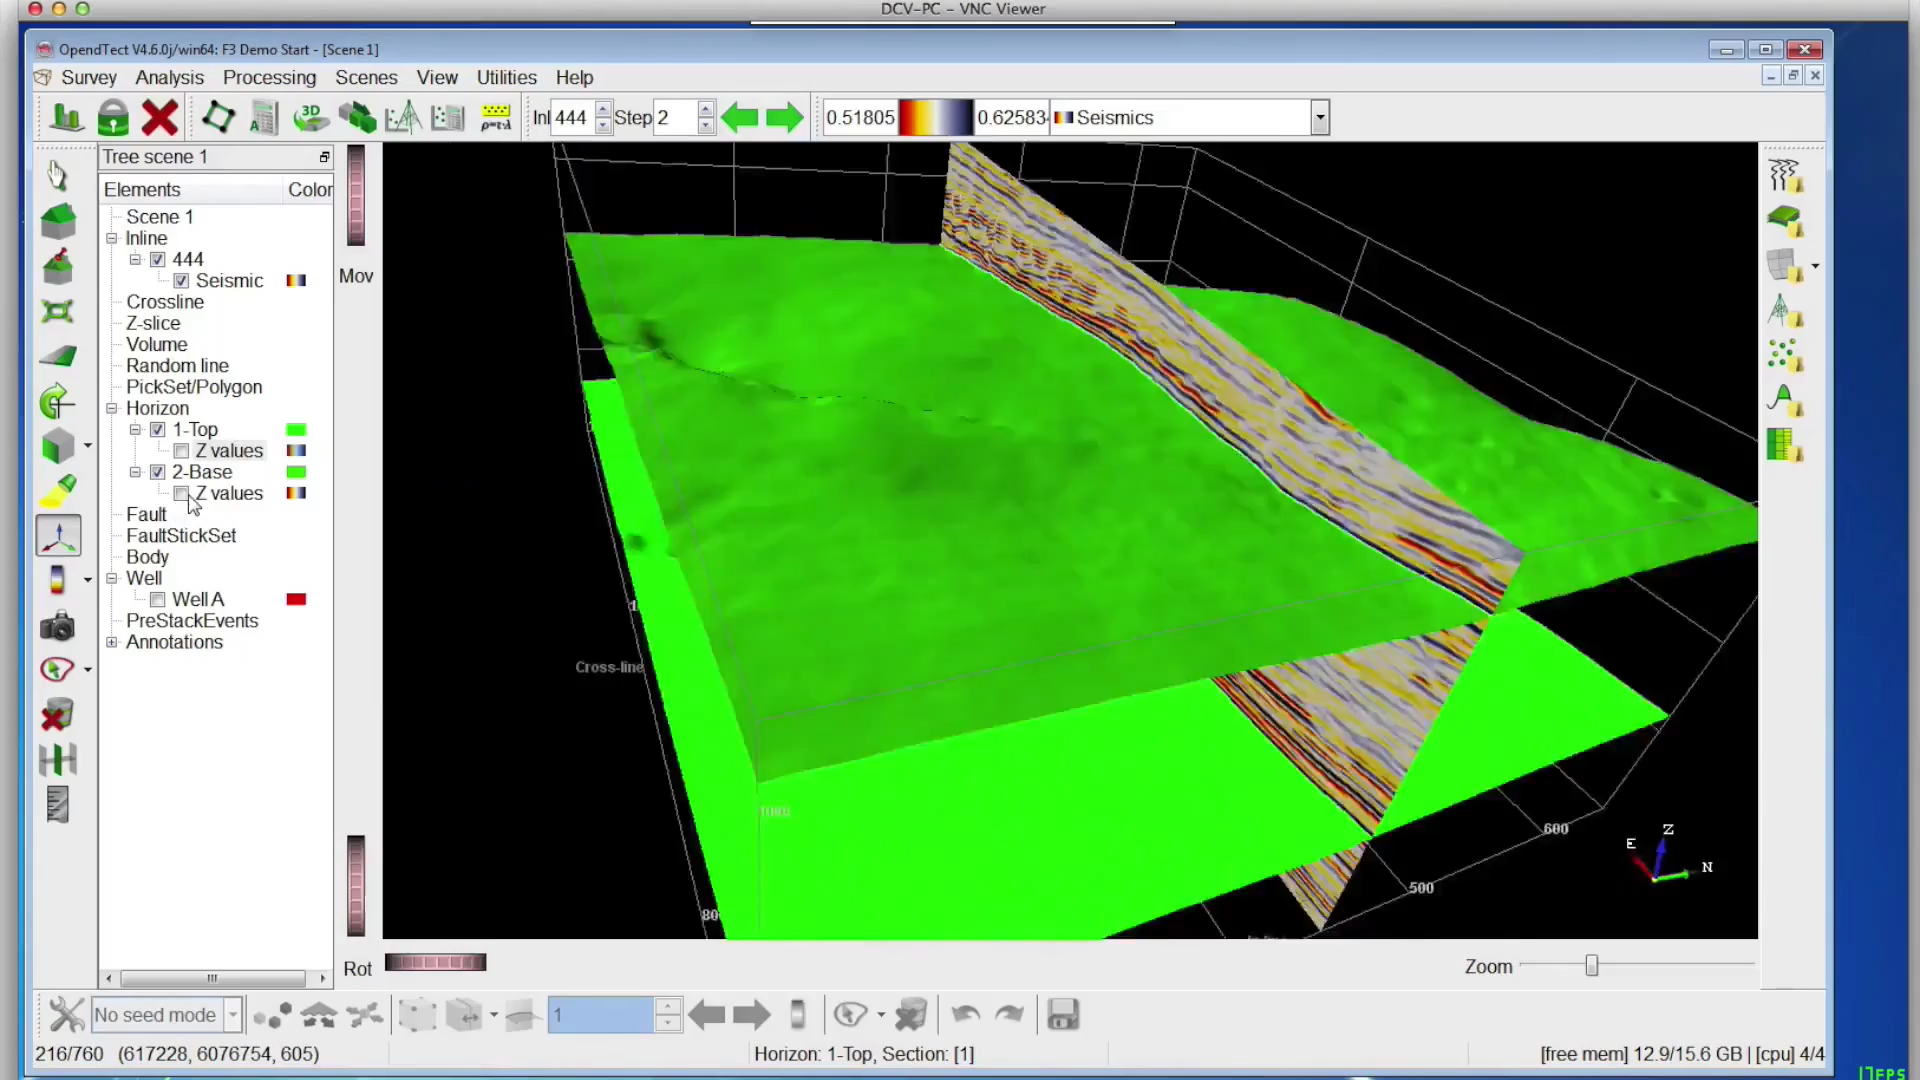 DCV-PC – VNC Viewer
OpendTect V4.6.0j/win64: F3 Demo Start - [Scene 1]
Survey Analysis Processing Scenes View Utilities Help
3D
Inl 444 Step 2 0.51805 0.62583 Seismics
Tree scene 1
Elements Color
Scene 1
Inline
444
Seismic
Crossline
Z-slice
Volume
Random line
PickSet/Polygon
Horizon
1-Top
Z values
2-Base
Z values
Fault
FaultStickSet
Body
Well
Well A
PreStackEvents
Annotations
Mov
Cross-line
1000
600
500
80
E
Z
N
Rot
Zoom
No seed mode
1
216/760 (617228, 6076754, 605)
Horizon: 1-Top, Section: [1]
[free mem] 12.9/15.6 GB | [cpu] 4/4
17FPS